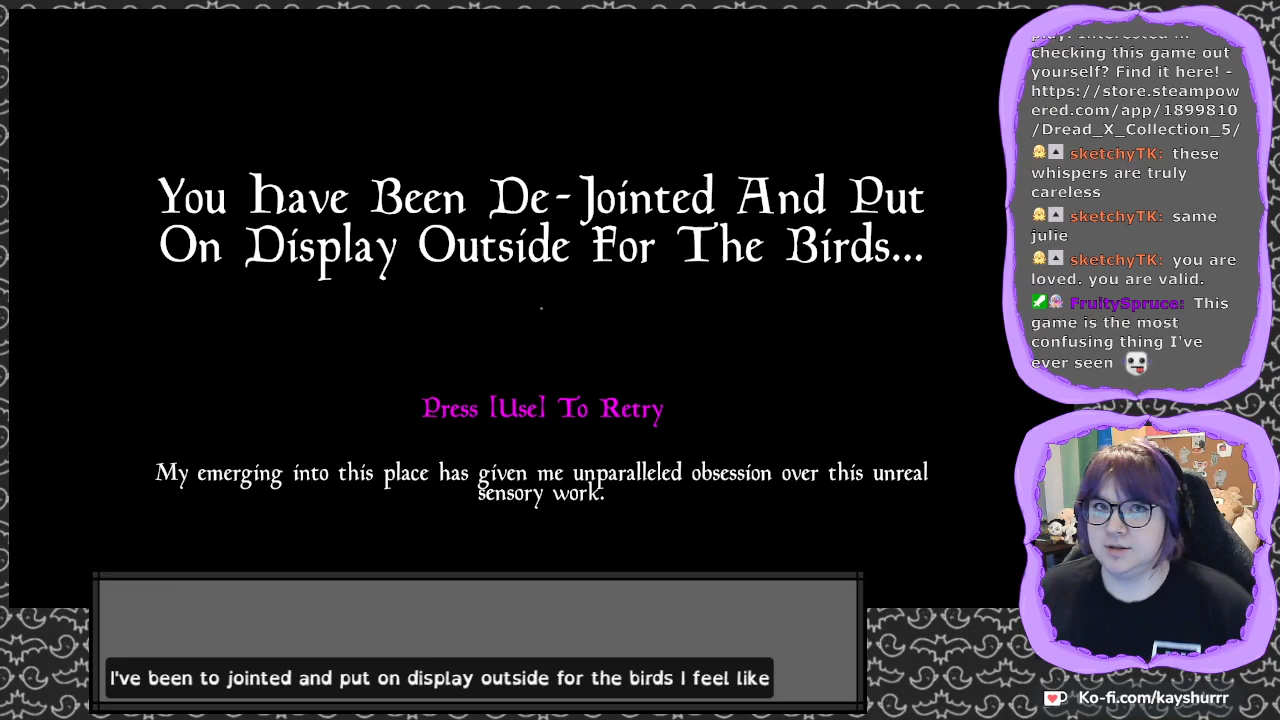 You Have Been De-Jointed And Put
On Display Outside For The Birds...
Press [Use] To Retry
My emerging into this place has given me unparalleled obsession over this unreal
sensory work.
I've been to jointed and put on display outside for the birds I feel like
checking this game out
yourself? Find it here! -
https://store.steampow
ered.com/app/1899810
/Dread_X_Collection_5/
sketchyTK: these
whispers are truly
careless
sketchyTK: same
julie
sketchyTK: you are
loved. you are valid.
FruitySpruce: This
game is the most
confusing thing I've
ever seen
Ko-fi.com/kayshurrr